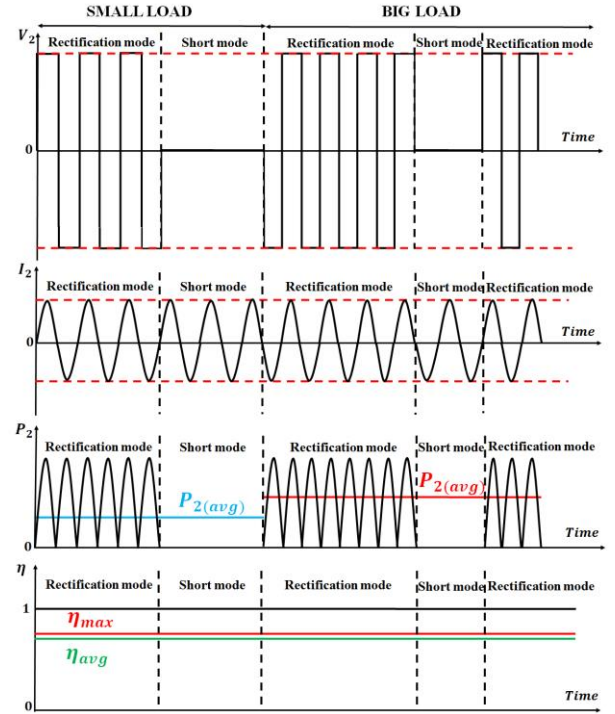 SMALL LOAD BIG LOAD
V₂ Rectification mode Short mode Rectification mode Short mode Rectification mode
0 Time
I₂ Rectification mode Short mode Rectification mode Short mode Rectification mode
0 Time
P₂ Rectification mode Short mode Rectification mode Short mode Rectification mode
P₂(avg) P₂(avg)
0 Time
η Rectification mode Short mode Rectification mode Short mode Rectification mode
1
η_max
η_avg
0 Time